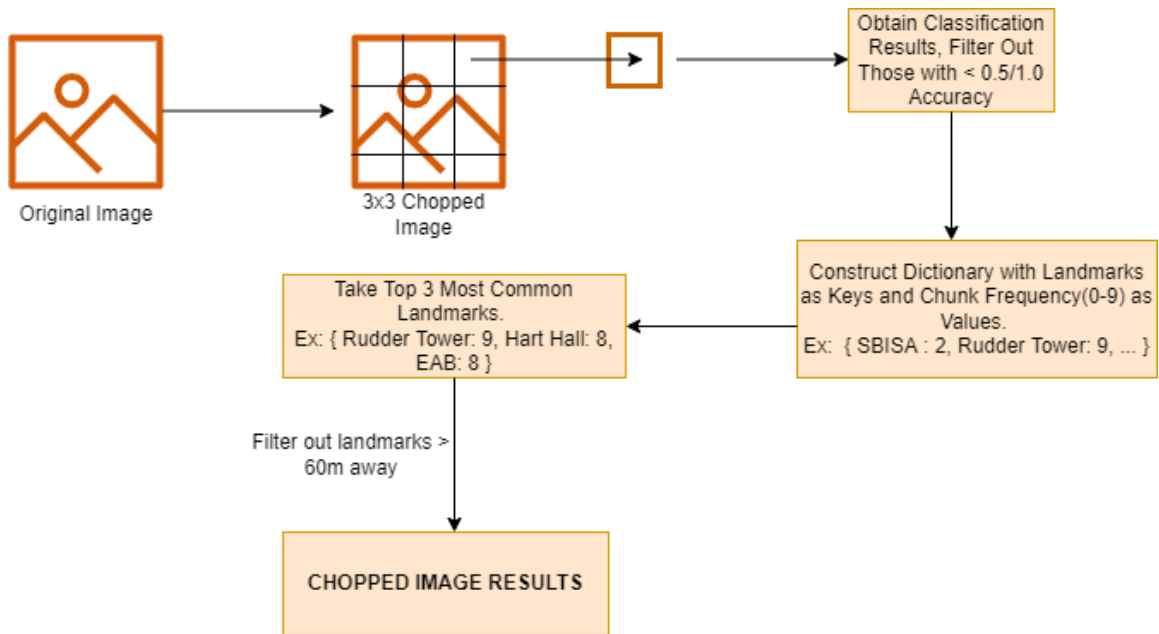 Original Image
3x3 Chopped
Image
Obtain Classification
Results, Filter Out
Those with < 0.5/1.0
Accuracy
Construct Dictionary with Landmarks
as Keys and Chunk Frequency(0-9) as
Values.
Ex:  { SBISA : 2, Rudder Tower: 9, ... }
Take Top 3 Most Common
Landmarks.
Ex: { Rudder Tower: 9, Hart Hall: 8,
EAB: 8 }
Filter out landmarks >
60m away
CHOPPED IMAGE RESULTS